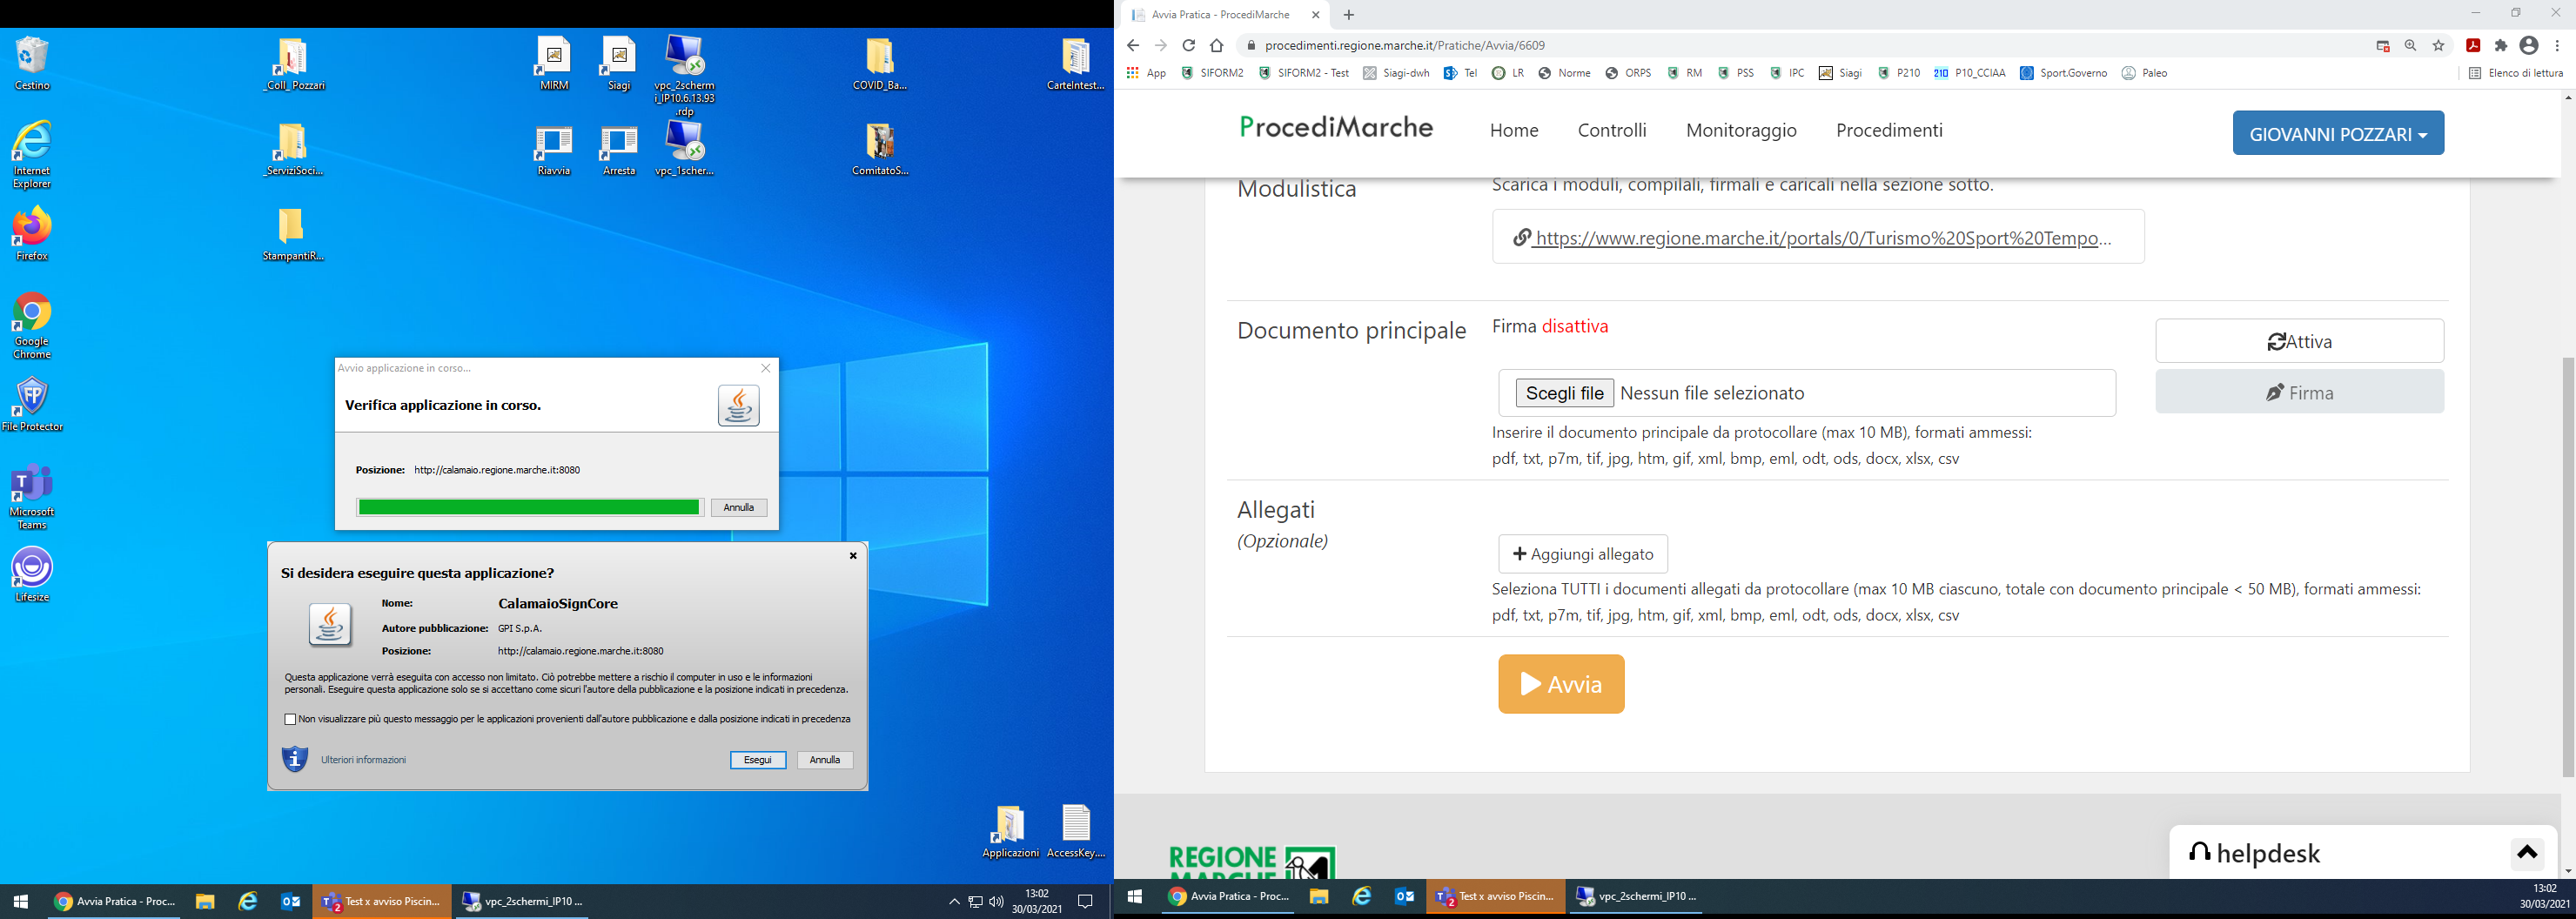 Cestino
_Coll_ Pozzari
MIRM
Siagi
vpc_2schermi_IP10.6.13.93.rdp
COVID_Ba...
CarteIntest...
Internet Explorer
_ServiziSoci...
Riavvia
Arresta
vpc_1scher...
ComitatoS...
Firefox
StampantiR...
Google Chrome
File Protector
Microsoft Teams
Lifesize
Avvio applicazione in corso...
Verifica applicazione in corso.
Posizione: http://calamaio.regione.marche.it:8080
Annulla
Si desidera eseguire questa applicazione?
Nome: CalamaioSignCore
Autore pubblicazione: GPI S.p.A.
Posizione: http://calamaio.regione.marche.it:8080
Questa applicazione verrà eseguita con accesso non limitato. Ciò potrebbe mettere a rischio il computer in uso e le informazioni
personali. Eseguire questa applicazione solo se si accettano come sicuri l'autore della pubblicazione e la posizione indicati in precedenza.
Non visualizzare più questo messaggio per le applicazioni provenienti dall'autore pubblicazione e dalla posizione indicati in precedenza
Ulteriori informazioni
Esegui Annulla
Applicazioni
AccessKey....
Avvia Pratica - Proc...
Test x avviso Piscin...
vpc_2schermi_IP10 ...
13:02
30/03/2021
Avvia Pratica - ProcediMarche
procedimenti.regione.marche.it/Pratiche/Avvia/6609
App SIFORM2 SIFORM2 - Test Siagi-dwh Tel LR Norme ORPS RM PSS IPC Siagi P210 210 P10_CCIAA Sport.Governo Paleo Elenco di lettura
ProcediMarche Home Controlli Monitoraggio Procedimenti GIOVANNI POZZARI
Modulistica
Scarica i moduli, compilali, firmali e caricali nella sezione sotto.
https://www.regione.marche.it/portals/0/Turismo%20Sport%20Tempo...
Documento principale
Firma disattiva
Attiva
Scegli file Nessun file selezionato
Firma
Inserire il documento principale da protocollare (max 10 MB), formati ammessi:
pdf, txt, p7m, tif, jpg, htm, gif, xml, bmp, eml, odt, ods, docx, xlsx, csv
Allegati
(Opzionale)
Aggiungi allegato
Seleziona TUTTI i documenti allegati da protocollare (max 10 MB ciascuno, totale con documento principale < 50 MB), formati ammessi:
pdf, txt, p7m, tif, jpg, htm, gif, xml, bmp, eml, odt, ods, docx, xlsx, csv
Avvia
REGIONE
MARCHE
helpdesk
Avvia Pratica - Proc...
Test x avviso Piscin...
vpc_2schermi_IP10 ...
13:02
30/03/2021